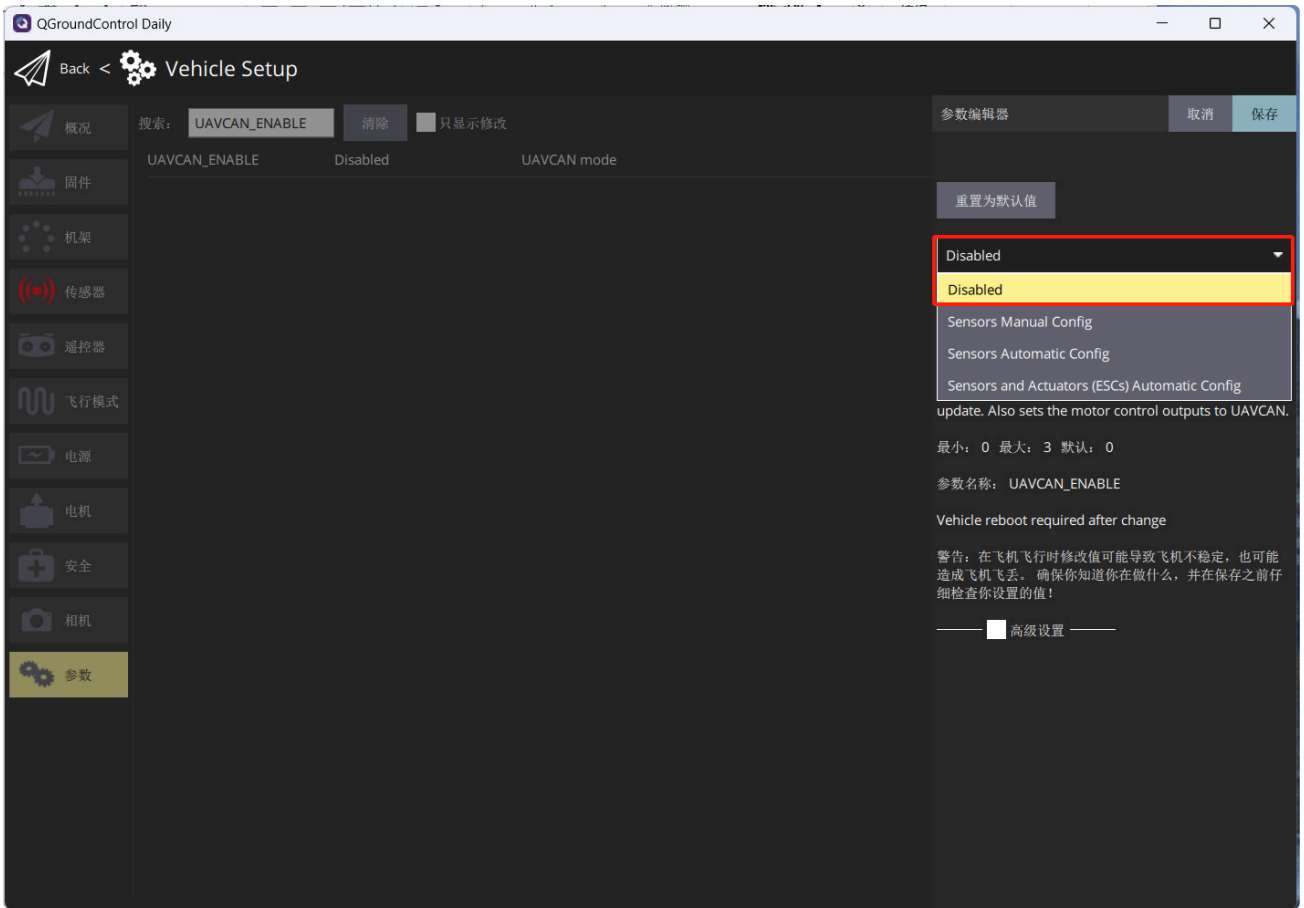 QGroundControl Daily
Back < Vehicle Setup
概况
固件
机架
传感器
遥控器
飞行模式
电源
电机
安全
相机
参数
搜索： UAVCAN_ENABLE 清除 只显示修改
UAVCAN_ENABLE Disabled UAVCAN mode
参数编辑器 取消 保存
重置为默认值
Disabled
Disabled
Sensors Manual Config
Sensors Automatic Config
Sensors and Actuators (ESCs) Automatic Config
update. Also sets the motor control outputs to UAVCAN.
最小： 0 最大： 3 默认： 0
参数名称： UAVCAN_ENABLE
Vehicle reboot required after change
警告：在飞机飞行时修改值可能导致飞机不稳定，也可能
造成飞机飞丢。 确保你知道你在做什么，并在保存之前仔
细检查你设置的值！
高级设置